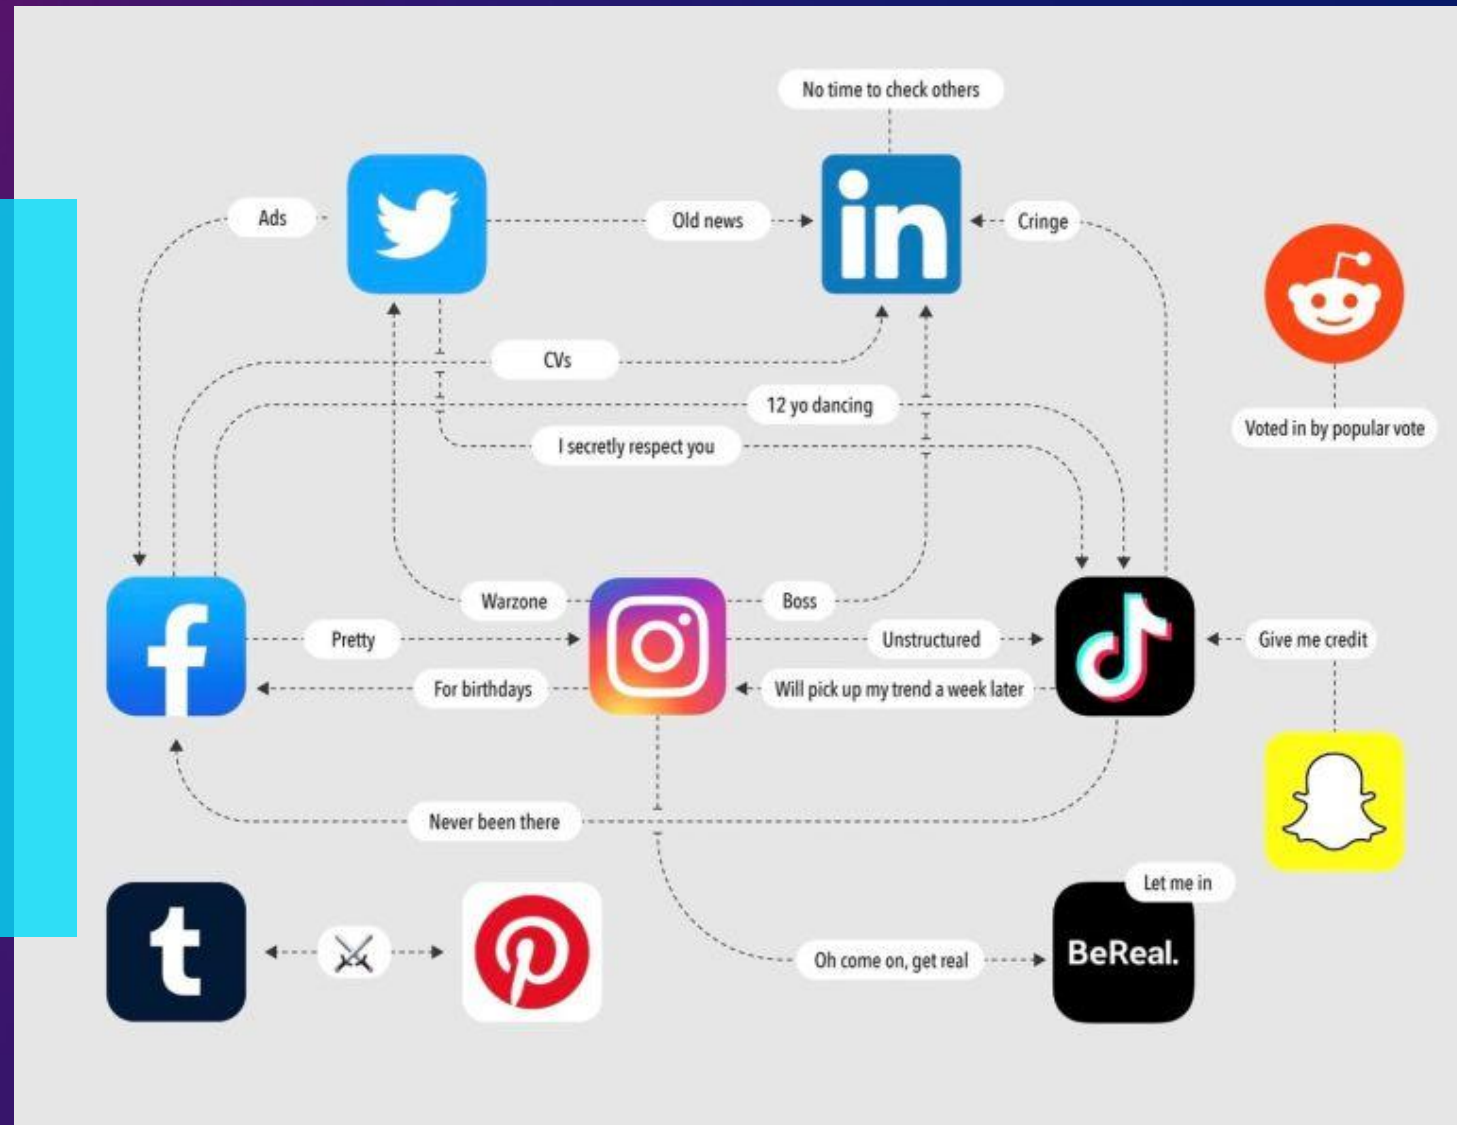 No time to check others
Ads
Old news
in
Cringe
CVs
12 yo dancing
I secretly respect you
Voted in by popular vote
Warzone
Boss
f
Pretty
Unstructured
Give me credit
For birthdays
Will pick up my trend a week later
Never been there
Let me in
t
Oh come on, get real
BeReal.